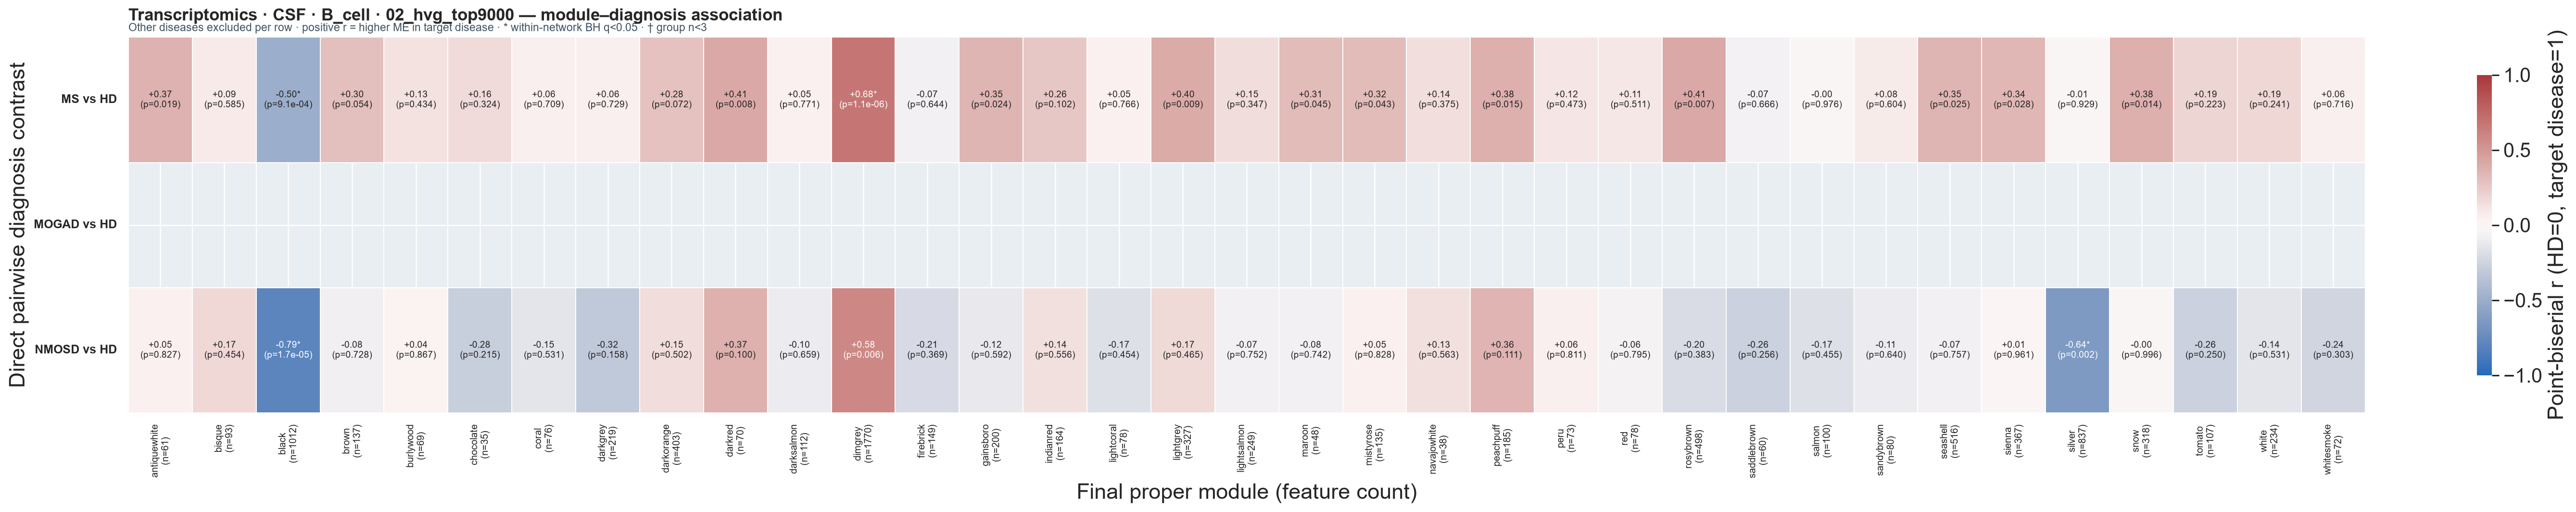 Transcriptomics · CSF · B_cell · 02_hvg_top9000 — module–diagnosis association
Other diseases excluded per row · positive r = higher ME in target disease · * within-network BH q<0.05 · † group n<3
Direct pairwise diagnosis contrast
MS vs HD
+0.37 (p=0.019)
+0.09 (p=0.585)
-0.50* (p=9.1e-04)
+0.30 (p=0.054)
+0.13 (p=0.434)
+0.16 (p=0.324)
+0.06 (p=0.709)
+0.06 (p=0.729)
+0.28 (p=0.072)
+0.41 (p=0.008)
+0.05 (p=0.771)
+0.68* (p=1.1e-06)
-0.07 (p=0.644)
+0.35 (p=0.024)
+0.26 (p=0.102)
+0.05 (p=0.766)
+0.40 (p=0.009)
+0.15 (p=0.347)
+0.31 (p=0.045)
+0.32 (p=0.043)
+0.14 (p=0.375)
+0.38 (p=0.015)
+0.12 (p=0.473)
+0.11 (p=0.511)
+0.41 (p=0.007)
-0.07 (p=0.666)
-0.00 (p=0.976)
+0.08 (p=0.604)
+0.35 (p=0.025)
+0.34 (p=0.028)
-0.01 (p=0.929)
+0.38 (p=0.014)
+0.19 (p=0.223)
+0.19 (p=0.241)
+0.06 (p=0.716)
MOGAD vs HD
NMOSD vs HD
+0.05 (p=0.827)
+0.17 (p=0.454)
-0.79* (p=1.7e-05)
-0.08 (p=0.728)
+0.04 (p=0.867)
-0.28 (p=0.215)
-0.15 (p=0.531)
-0.32 (p=0.158)
+0.15 (p=0.502)
+0.37 (p=0.100)
-0.10 (p=0.659)
+0.58 (p=0.006)
-0.21 (p=0.369)
-0.12 (p=0.592)
+0.14 (p=0.556)
-0.17 (p=0.454)
+0.17 (p=0.465)
-0.07 (p=0.752)
-0.08 (p=0.742)
+0.05 (p=0.828)
+0.13 (p=0.563)
+0.36 (p=0.111)
+0.06 (p=0.811)
-0.06 (p=0.795)
-0.20 (p=0.383)
-0.26 (p=0.256)
-0.17 (p=0.455)
-0.11 (p=0.640)
-0.07 (p=0.757)
+0.01 (p=0.961)
-0.64* (p=0.002)
-0.00 (p=0.996)
-0.26 (p=0.250)
-0.14 (p=0.531)
-0.24 (p=0.303)
antiquewhite (n=61)
bisque (n=93)
black (n=1012)
brown (n=137)
burlywood (n=69)
chocolate (n=35)
coral (n=76)
darkgrey (n=219)
darkorange (n=403)
darkred (n=70)
darksalmon (n=112)
dimgrey (n=1770)
firebrick (n=149)
gainsboro (n=200)
indianred (n=164)
lightcoral (n=78)
lightgrey (n=327)
lightsalmon (n=249)
maroon (n=48)
mistyrose (n=135)
navajowhite (n=38)
peachpuff (n=185)
peru (n=73)
red (n=78)
rosybrown (n=498)
saddlebrown (n=60)
salmon (n=100)
sandybrown (n=80)
seashell (n=516)
sienna (n=367)
silver (n=837)
snow (n=318)
tomato (n=107)
white (n=234)
whitesmoke (n=72)
Final proper module (feature count)
1.0
0.5
0.0
−0.5
−1.0
Point-biserial r (HD=0, target disease=1)